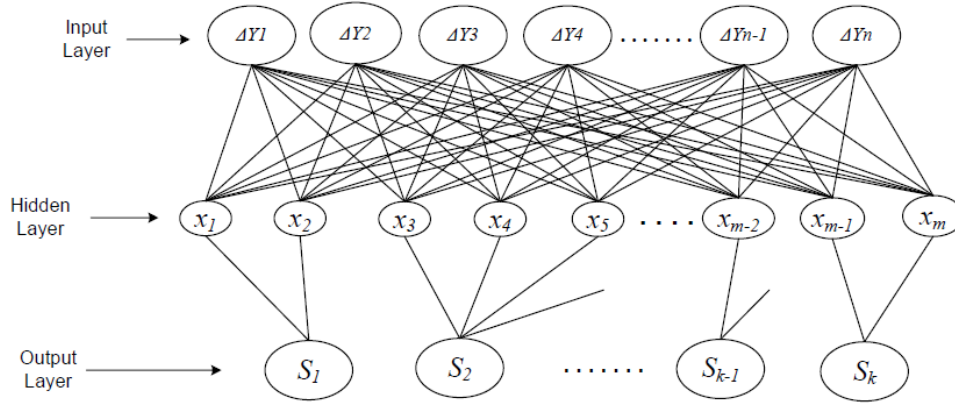 Input
Layer
ΔY1 ΔY2 ΔY3 ΔY4 ....... ΔYn-1 ΔYn
Hidden
Layer
x1 x2 x3 x4 x5 .... xm-2 xm-1 xm
Output
Layer
S1 S2 ....... Sk-1 Sk